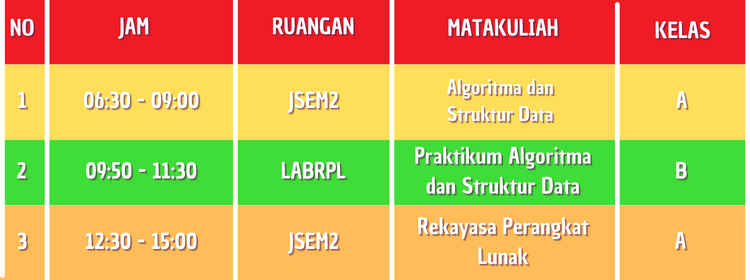 NO JAM RUANGAN MATAKULIAH KELAS
1 06:30 - 09:00 JSEM2 Algoritma dan
Struktur Data A
2 09:50 - 11:30 LABRPL Praktikum Algoritma
dan Struktur Data B
3 12:30 - 15:00 JSEM2 Rekayasa Perangkat
Lunak A